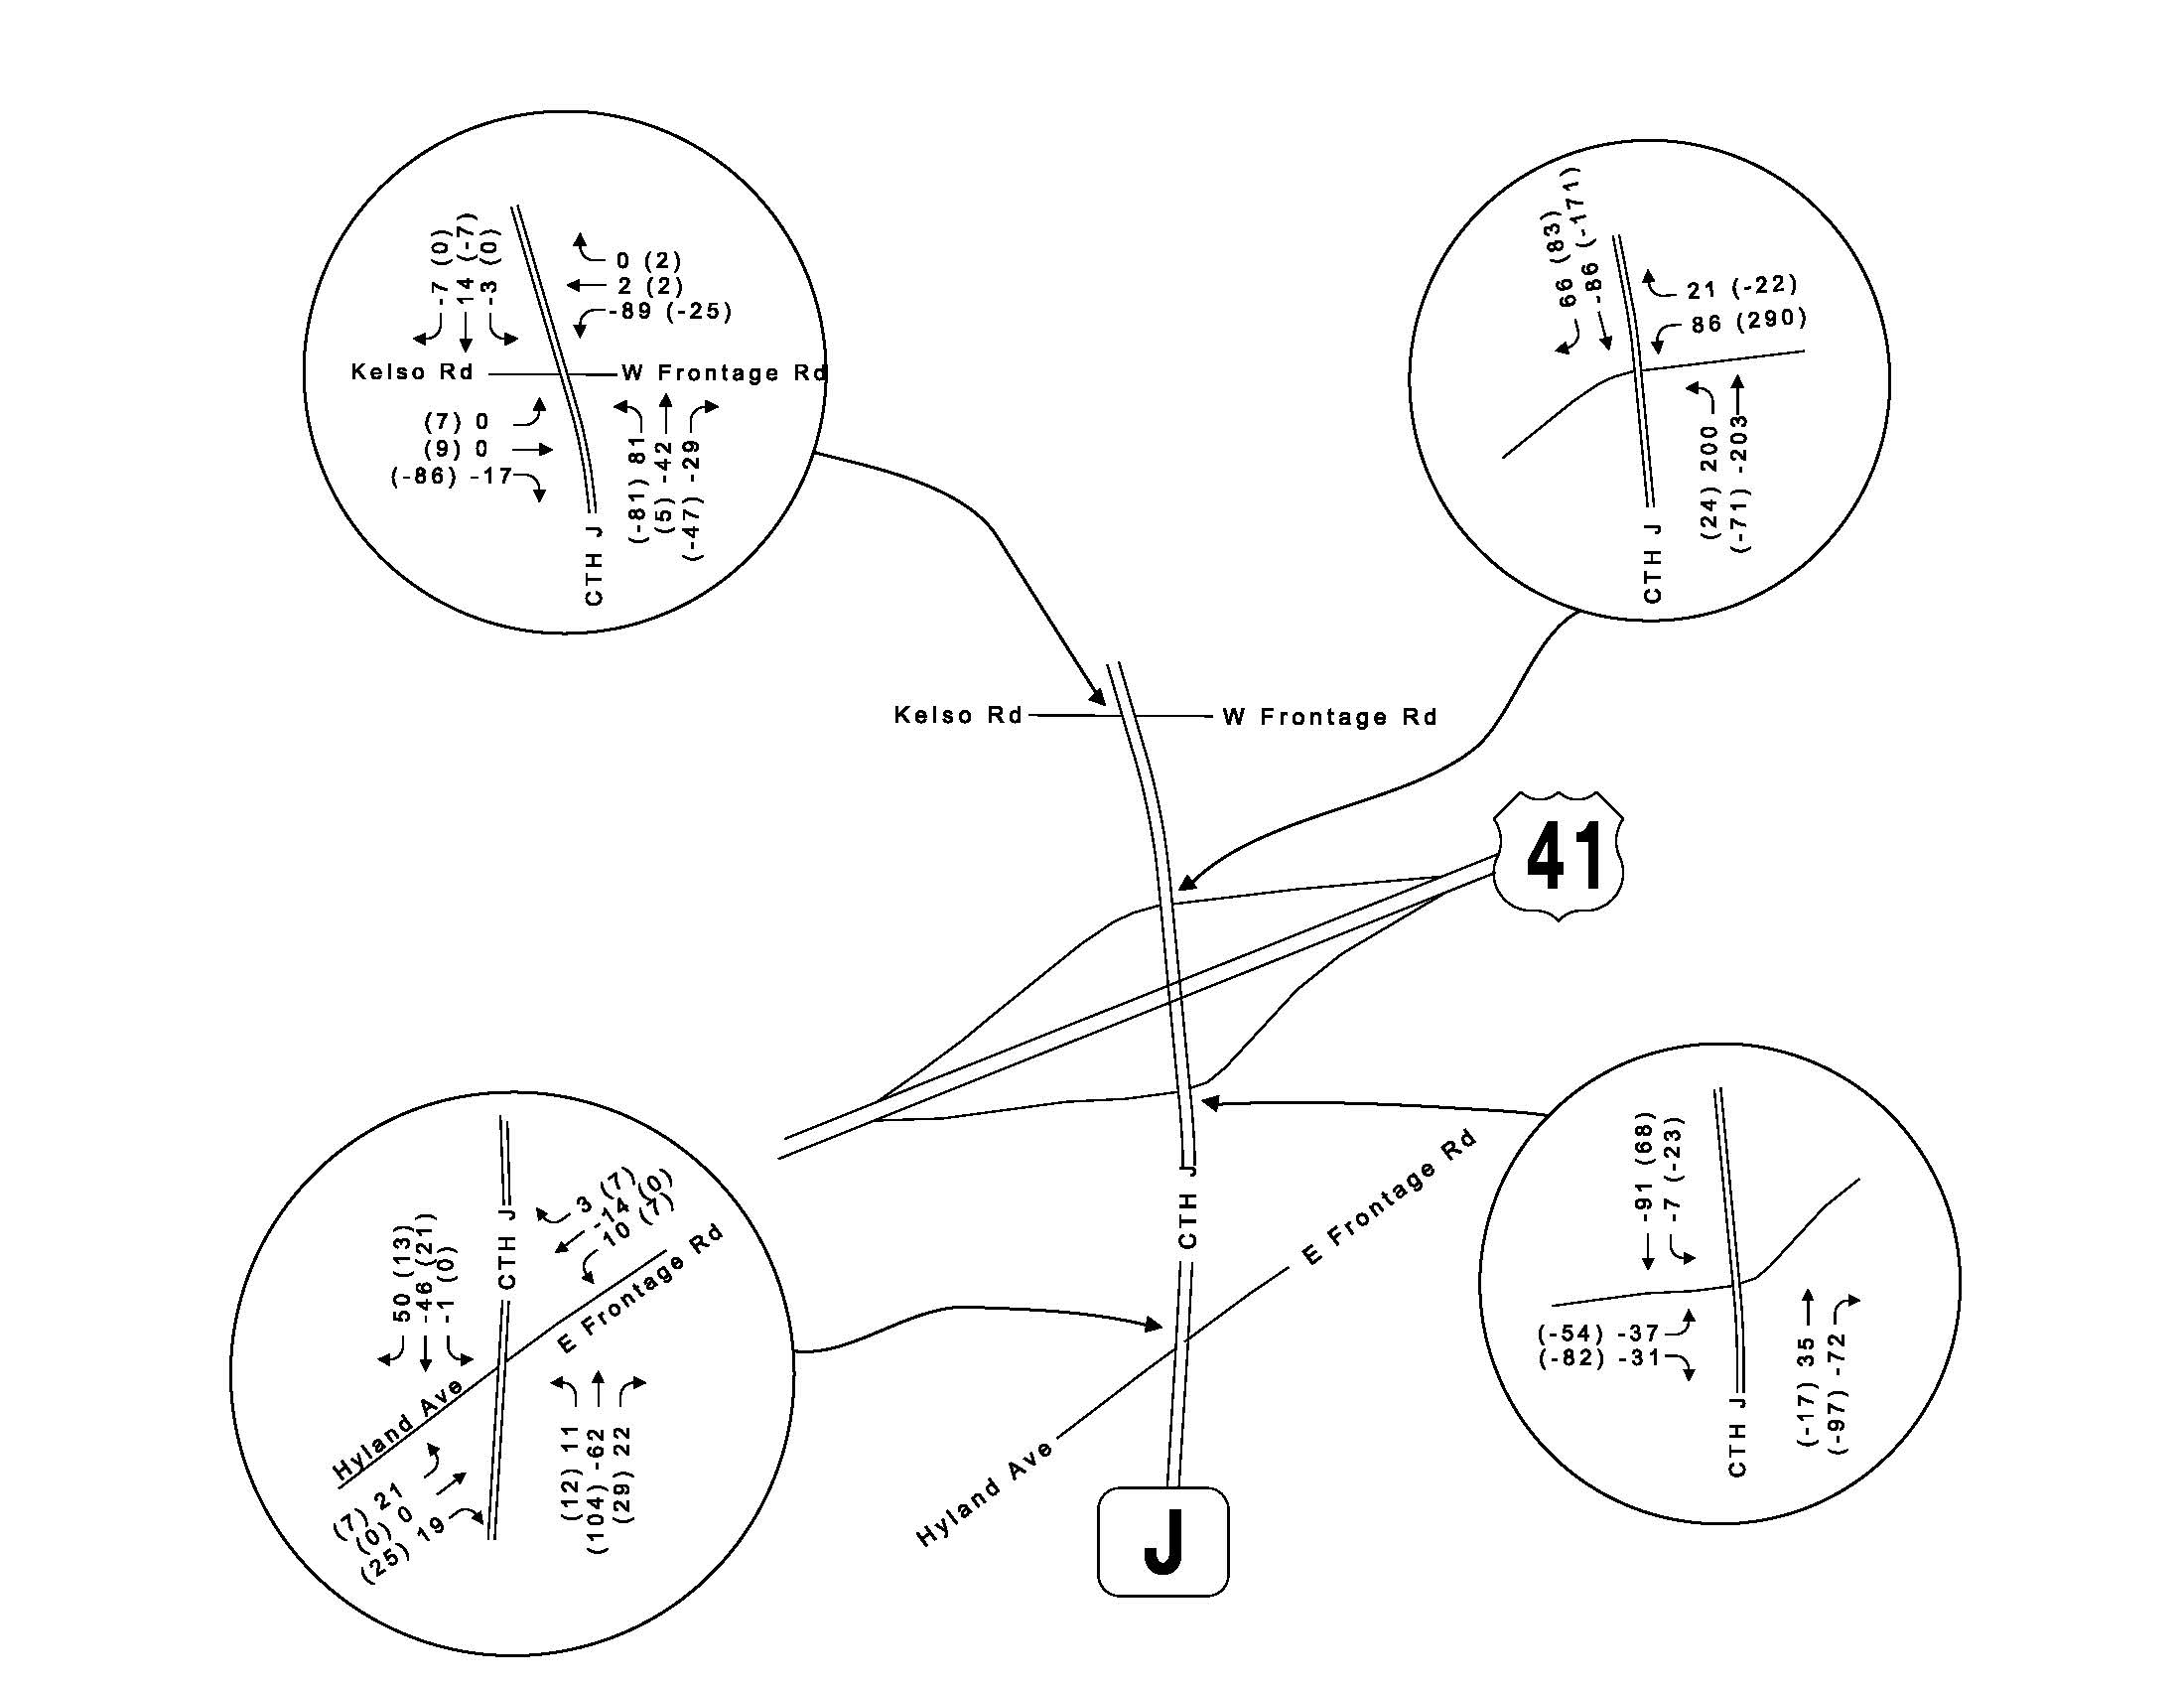 -7 (0)
14 (-7)
-3 (0)
0 (2)
2 (2)
-89 (-25)
Kelso Rd
W Frontage Rd
(7) 0
(9) 0
(-86) -17
(-81) 81
(5) -42
(-47) -29
CTH J
66 (83)
-86 (-171)
21 (-22)
86 (290)
(24) 200
(-71) -203
CTH J
Kelso Rd
W Frontage Rd
41
CTH J
E Frontage Rd
Hyland Ave
J
50 (13)
-46 (21)
-1 (0)
CTH J
3 (7)
-14 (0)
10 (7)
E Frontage Rd
Hyland Ave
(7) 21
(0) 0
(25) 19
(12) 11
(104) -62
(29) 22
-91 (68)
-7 (-23)
(-54) -37
(-82) -31
(-17) 35
(-97) -72
CTH J